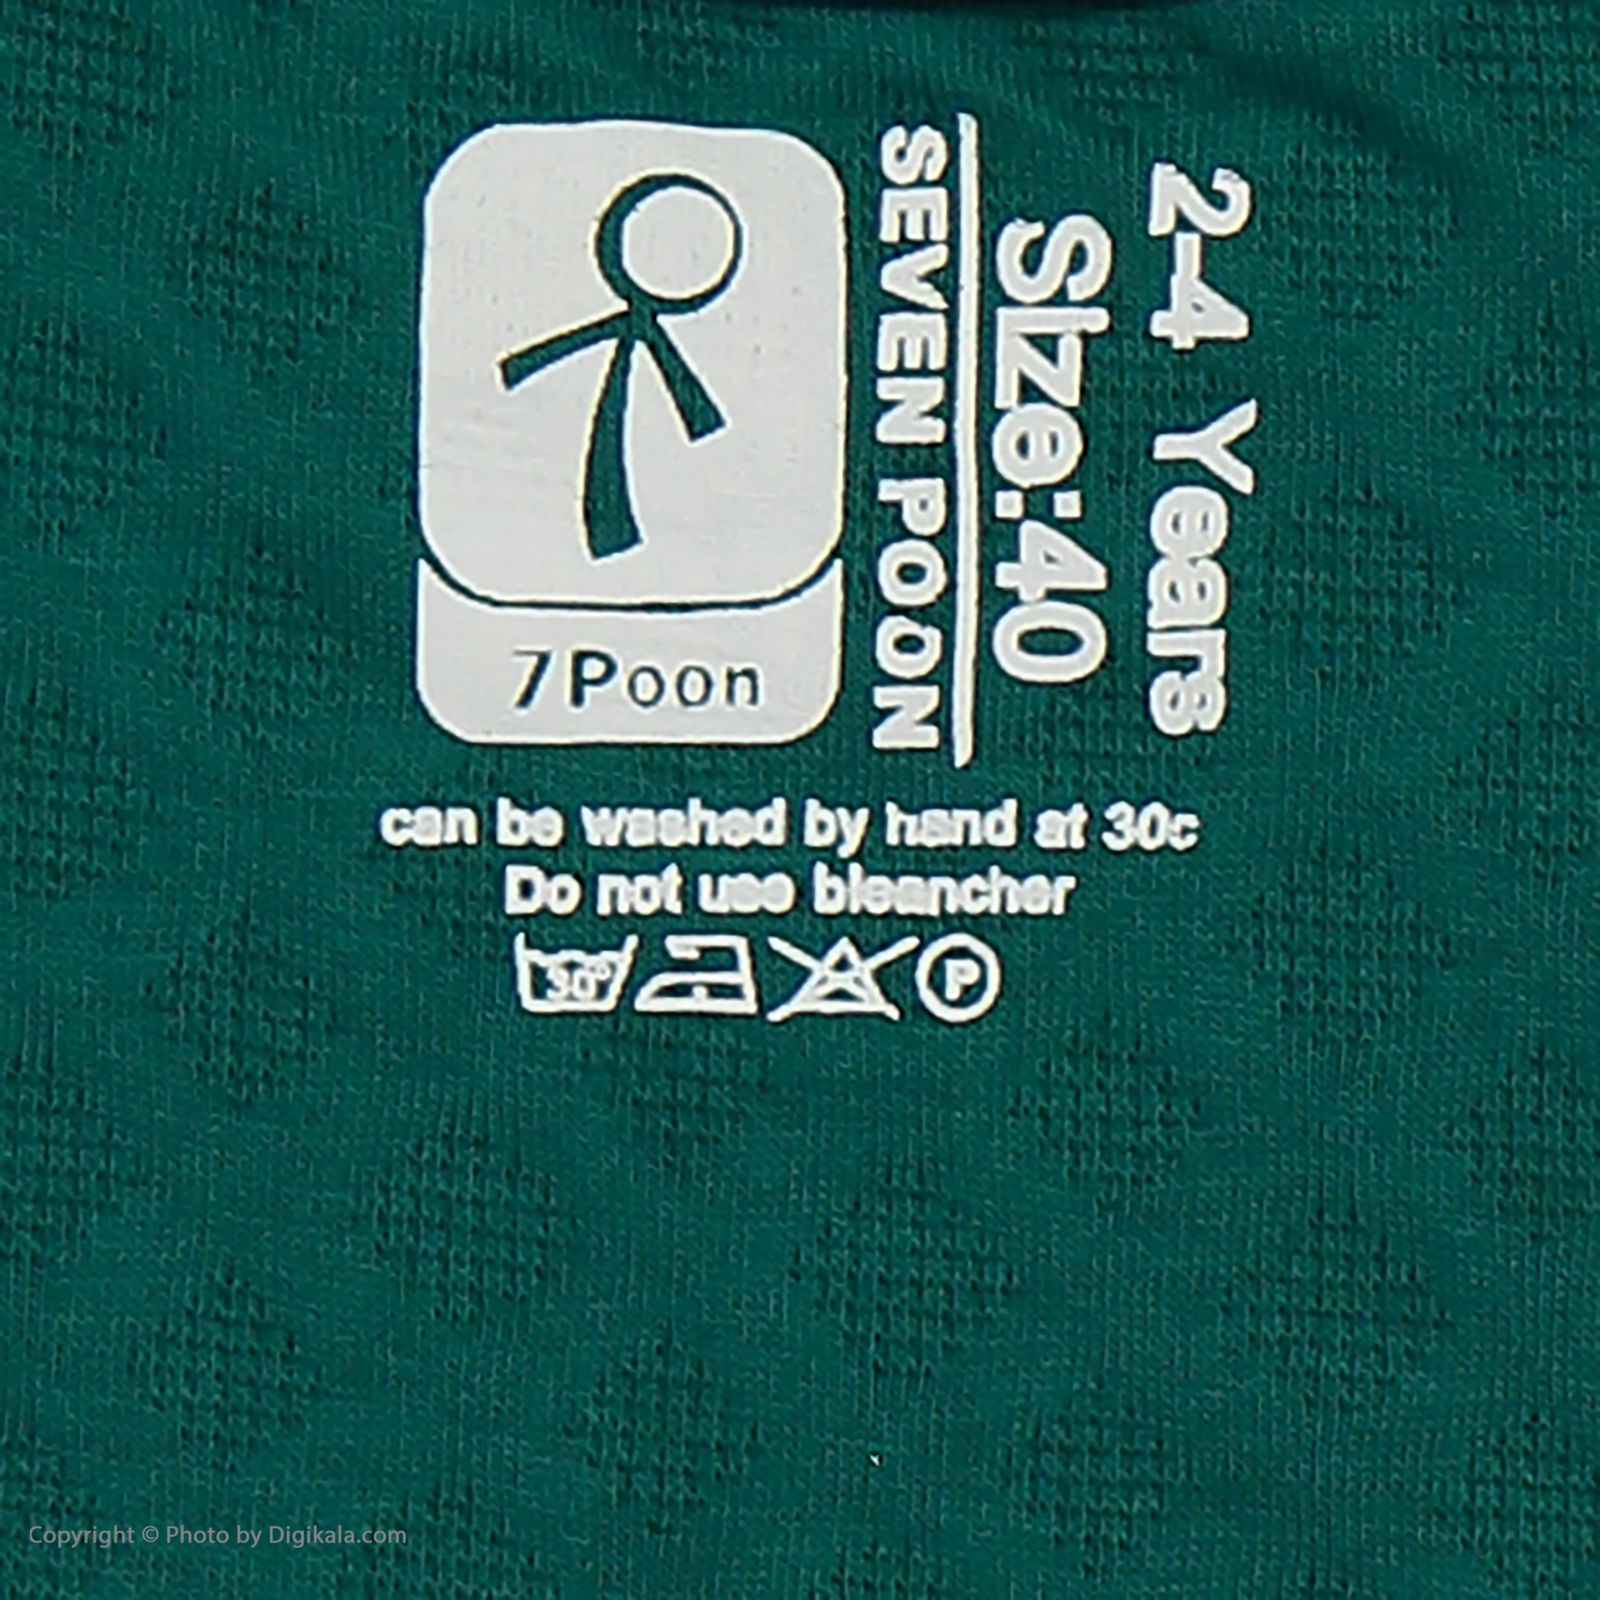 7Poon
SEVEN POON
Size:40
2-4 Years
can be washed by hand at 30c
Do not use bleancher
30°
P
Copyright © Photo by Digikala.com